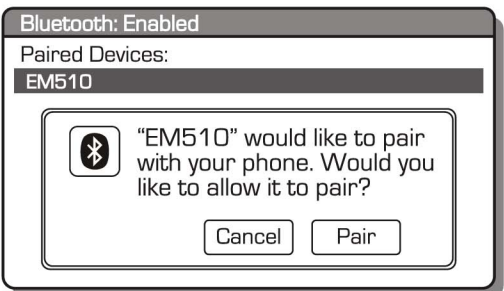 Bluetooth: Enabled
Paired Devices:
EM510
“EM510” would like to pair
with your phone. Would you
like to allow it to pair?
Cancel Pair